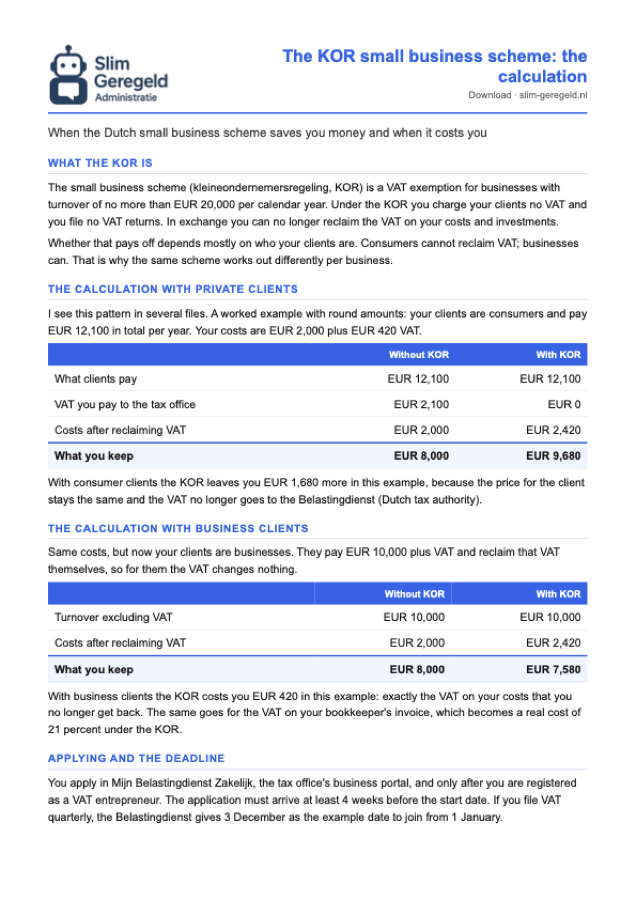 Slim
Geregeld
Administratie
The KOR small business scheme: the
calculation
Download · slim-geregeld.nl
When the Dutch small business scheme saves you money and when it costs you
WHAT THE KOR IS
The small business scheme (kleineondernemersregeling, KOR) is a VAT exemption for businesses with
turnover of no more than EUR 20,000 per calendar year. Under the KOR you charge your clients no VAT and
you file no VAT returns. In exchange you can no longer reclaim the VAT on your costs and investments.
Whether that pays off depends mostly on who your clients are. Consumers cannot reclaim VAT; businesses
can. That is why the same scheme works out differently per business.
THE CALCULATION WITH PRIVATE CLIENTS
I see this pattern in several files. A worked example with round amounts: your clients are consumers and pay
EUR 12,100 in total per year. Your costs are EUR 2,000 plus EUR 420 VAT.
Without KOR With KOR
What clients pay EUR 12,100 EUR 12,100
VAT you pay to the tax office EUR 2,100 EUR 0
Costs after reclaiming VAT EUR 2,000 EUR 2,420
What you keep EUR 8,000 EUR 9,680
With consumer clients the KOR leaves you EUR 1,680 more in this example, because the price for the client
stays the same and the VAT no longer goes to the Belastingdienst (Dutch tax authority).
THE CALCULATION WITH BUSINESS CLIENTS
Same costs, but now your clients are businesses. They pay EUR 10,000 plus VAT and reclaim that VAT
themselves, so for them the VAT changes nothing.
Without KOR With KOR
Turnover excluding VAT EUR 10,000 EUR 10,000
Costs after reclaiming VAT EUR 2,000 EUR 2,420
What you keep EUR 8,000 EUR 7,580
With business clients the KOR costs you EUR 420 in this example: exactly the VAT on your costs that you
no longer get back. The same goes for the VAT on your bookkeeper's invoice, which becomes a real cost of
21 percent under the KOR.
APPLYING AND THE DEADLINE
You apply in Mijn Belastingdienst Zakelijk, the tax office's business portal, and only after you are registered
as a VAT entrepreneur. The application must arrive at least 4 weeks before the start date. If you file VAT
quarterly, the Belastingdienst gives 3 December as the example date to join from 1 January.